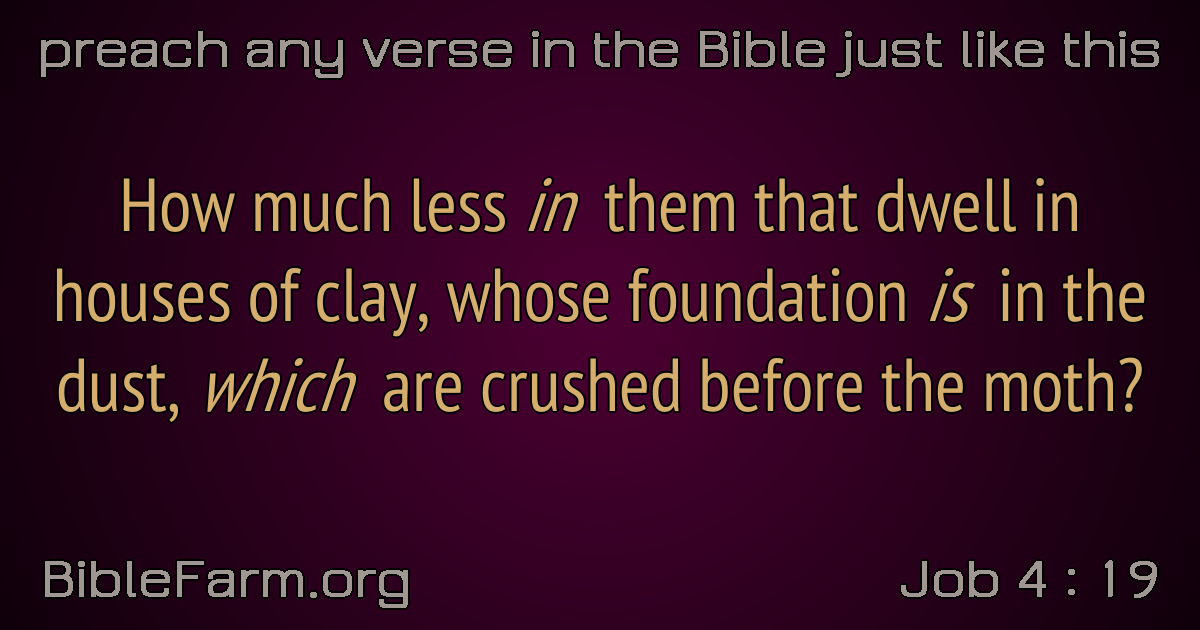 preach any verse in the Bible just like this
How much less in them that dwell in
houses of clay, whose foundation is in the
dust, which are crushed before the moth?
BibleFarm.org
Job 4 : 19